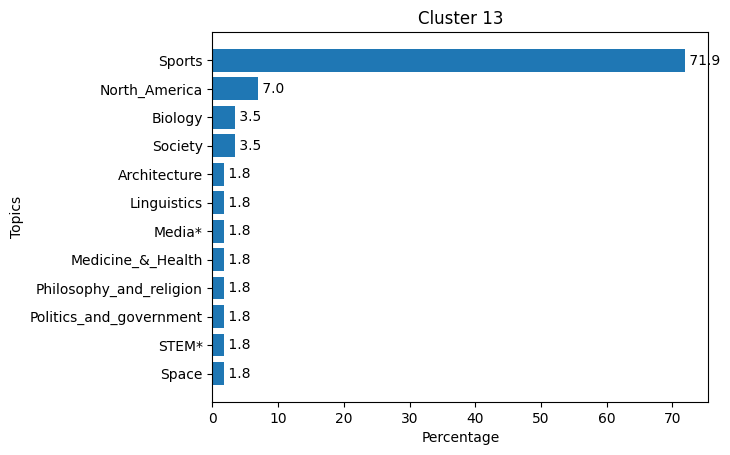 Cluster 13
Topics
Sports 71.9
North_America 7.0
Biology 3.5
Society 3.5
Architecture 1.8
Linguistics 1.8
Media* 1.8
Medicine_&_Health 1.8
Philosophy_and_religion 1.8
Politics_and_government 1.8
STEM* 1.8
Space 1.8
0 10 20 30 40 50 60 70
Percentage